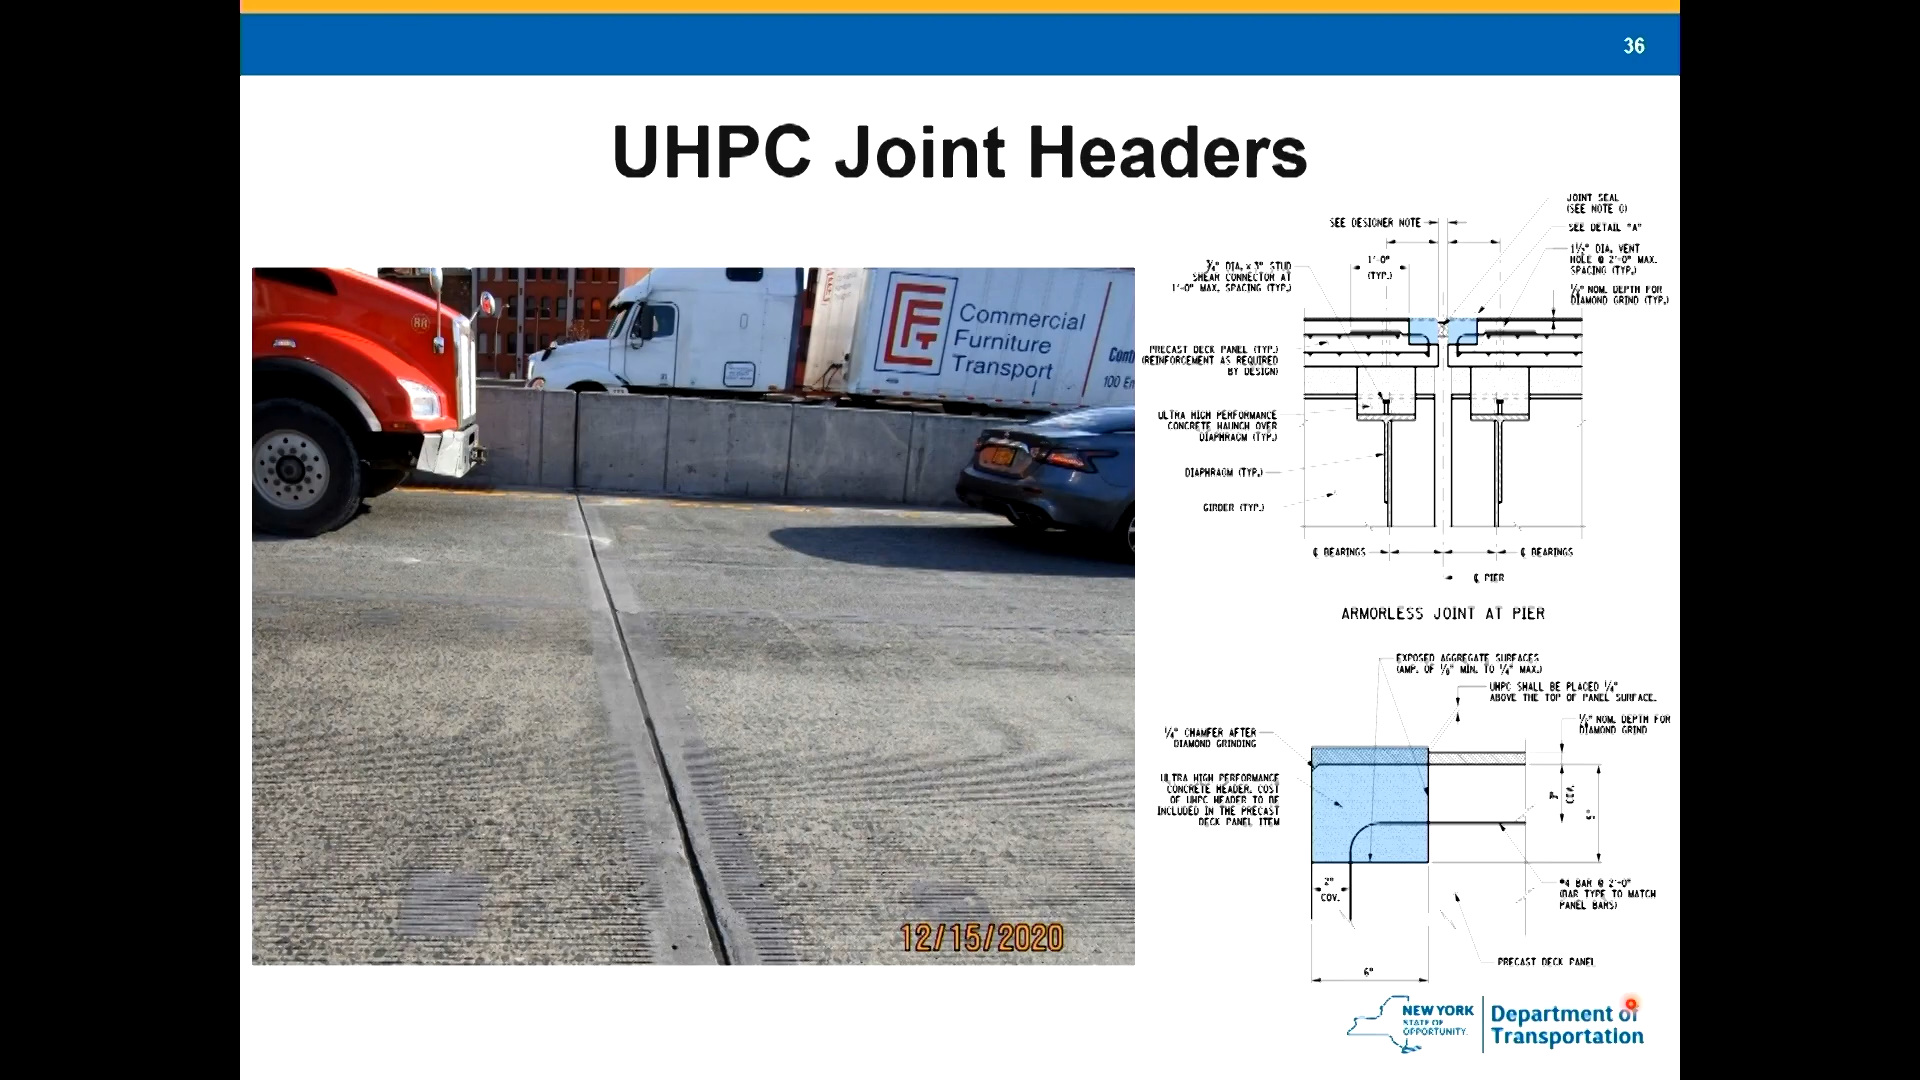 36
UHPC Joint Headers
88
Commercial
Furniture
Transport
100 Em
12/15/2020
JOINT SEAL
(SEE NOTE 6)
SEE DESIGNER NOTE
SEE DETAIL "A"
DIA. VENT
HOLE @ 2'-0" MAX.
SPACING (TYP.)
1'-0"
(TYP.)
DIA. x 3" STUD
SHEAR CONNECTOR AT
1'-0" MAX. SPACING (TYP.)
NOM. DEPTH FOR
DIAMOND GRIND (TYP.)
PRECAST DECK PANEL (TYP.)
(REINFORCEMENT AS REQUIRED
BY DESIGN)
ULTRA HIGH PERFORMANCE
CONCRETE HAUNCH OVER
DIAPHRAGM (TYP.)
DIAPHRAGM (TYP.)
GIRDER (TYP.)
℄ BEARINGS
℄ BEARINGS
℄ PIER
ARMORLESS JOINT AT PIER
EXPOSED AGGREGATE SURFACES
(AMP. OF 1/8" MIN. TO 1/4" MAX.)
UHPC SHALL BE PLACED 1/4"
ABOVE THE TOP OF PANEL SURFACE.
NOM. DEPTH FOR
DIAMOND GRIND
1/4" CHAMFER AFTER
DIAMOND GRINDING
ULTRA HIGH PERFORMANCE
CONCRETE HEADER. COST
OF UHPC HEADER TO BE
INCLUDED IN THE PRECAST
DECK PANEL ITEM
COV.
2"
COV.
#4 BAR @ 2'-0"
(BAR TYPE TO MATCH
PANEL BARS)
PRECAST DECK PANEL
6"
NEW YORK
STATE OF
OPPORTUNITY.
Department of
Transportation